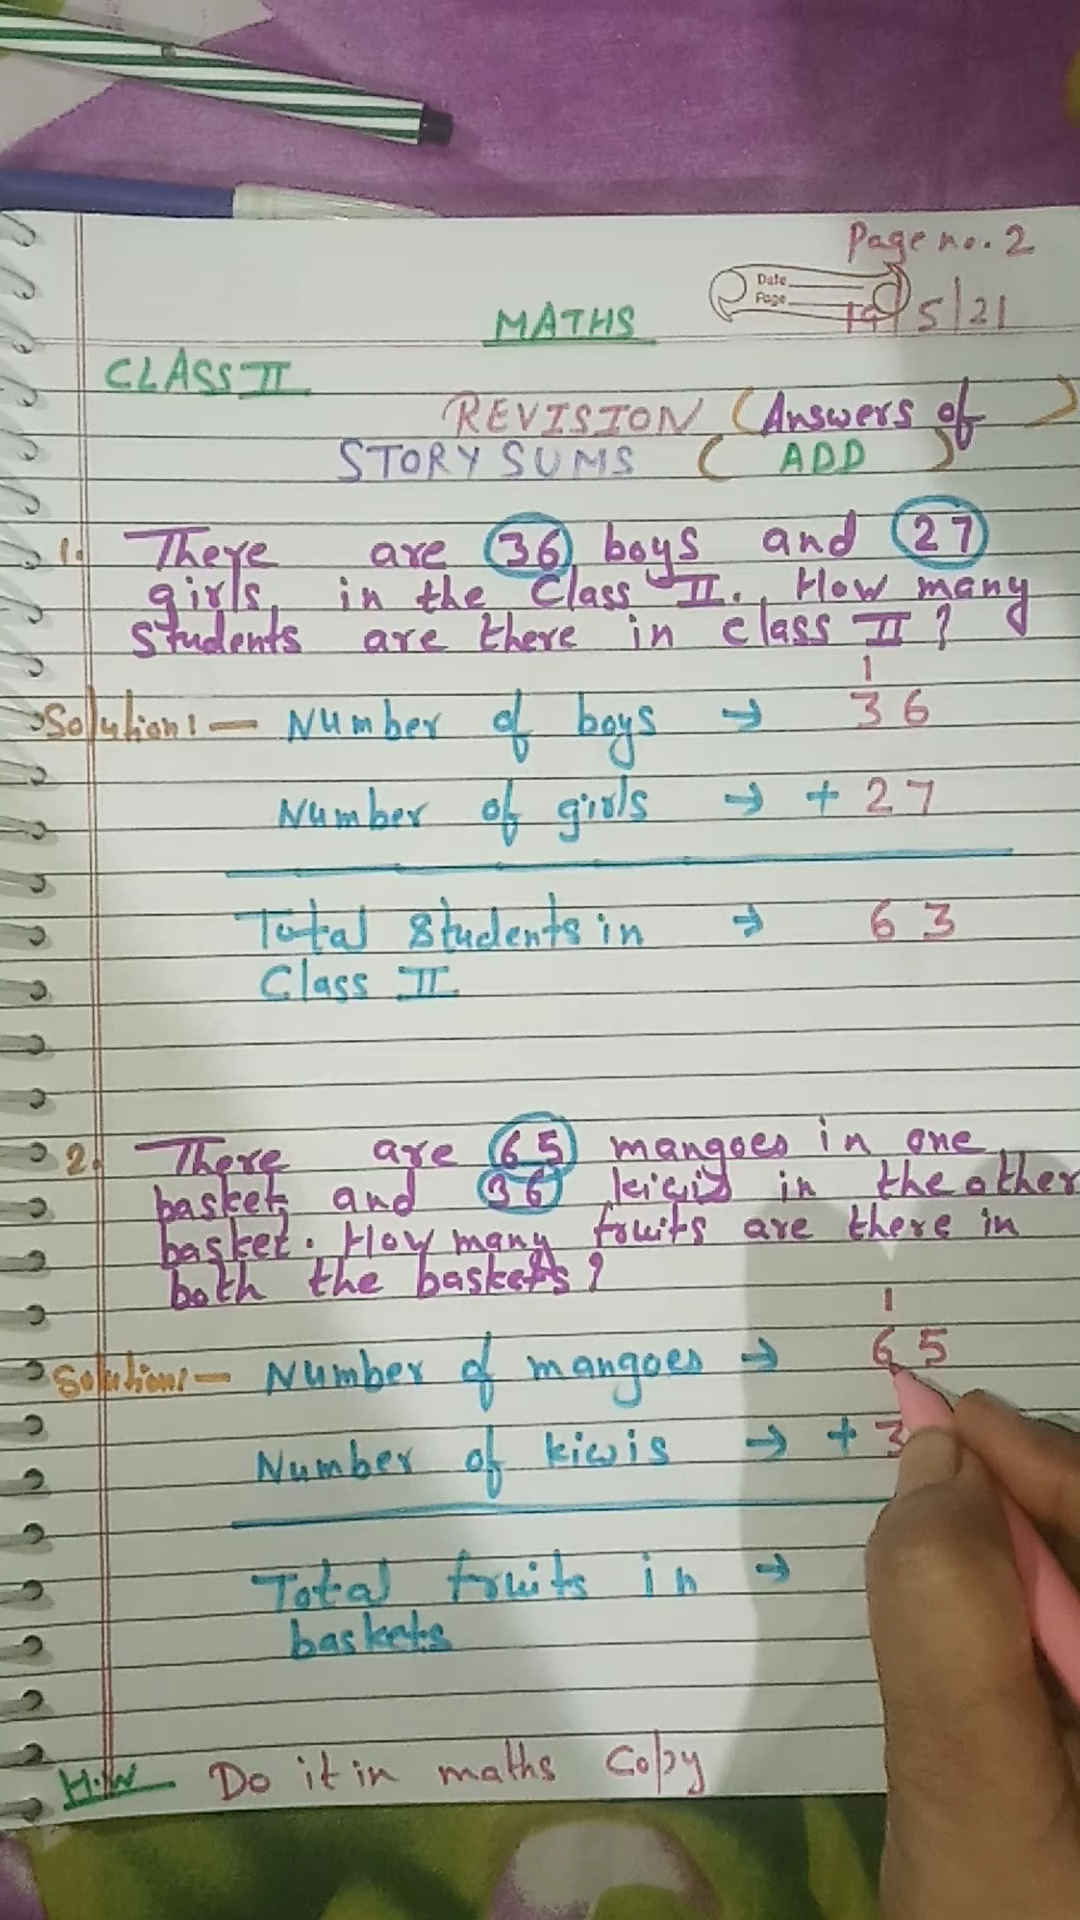 Page no. 2
Date
Page
19/5/21
MATHS
CLASS II
REVISION (Answers of )
STORY SUMS ( ADD )
1. There are 36 boys and 27
girls, in the Class II. How many
students are there in class II ?
1
Solution:- Number of boys → 36
Number of girls → + 27
Total students in → 63
Class II
2. There are 65 mangoes in one
basket and 36 kiwis in the other
basket. How many fruits are there in
both the baskets?
1
Solution:- Number of mangoes → 65
Number of kiwis → + 3
Total fruits in →
baskets
H.W Do it in maths Copy